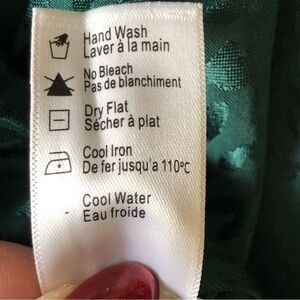 Hand Wash
Laver à la main
No Bleach
Pas de blanchiment
Dry Flat
Sécher à plat
Cool Iron
De fer jusqu'a 110ºC
Cool Water
Eau froide